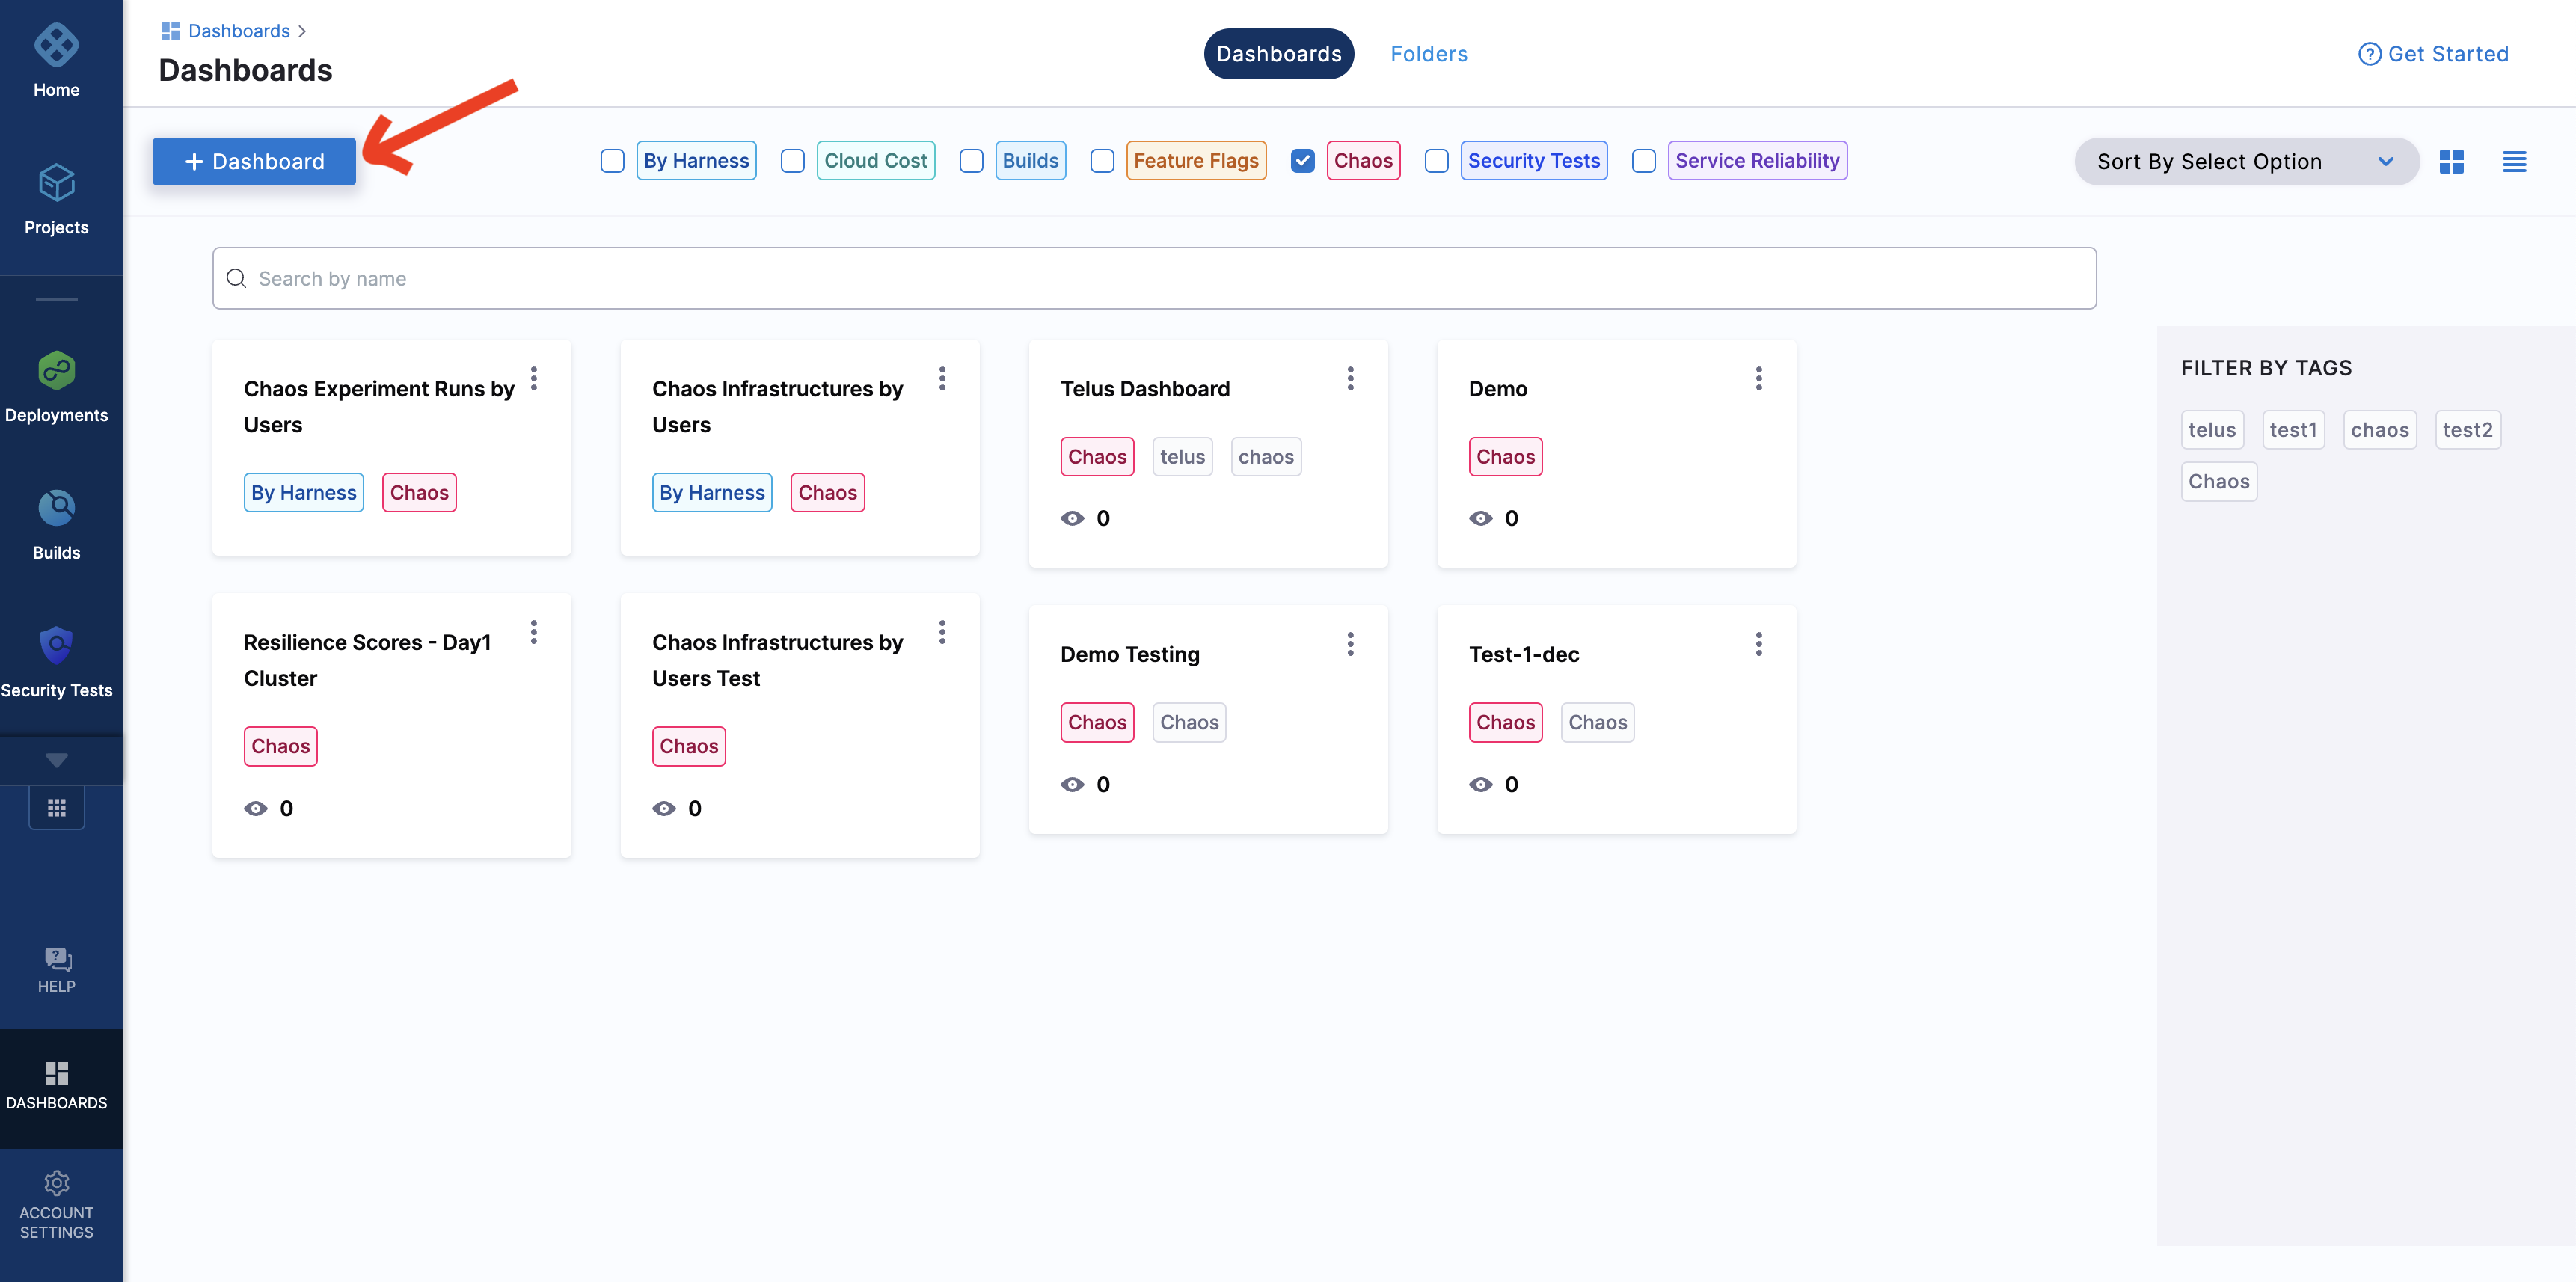 Home
Projects
Deployments
Builds
Security Tests
HELP
DASHBOARDS
ACCOUNT
SETTINGS
Dashboards
Dashboards
Dashboards Folders
Get Started
+ Dashboard
By Harness Cloud Cost Builds Feature Flags Chaos Security Tests Service Reliability
Sort By Select Option
Search by name
Chaos Experiment Runs by
Users
By Harness Chaos
Chaos Infrastructures by
Users
By Harness Chaos
Telus Dashboard
Chaos telus chaos
0
Demo
Chaos
0
Resilience Scores - Day1
Cluster
Chaos
0
Chaos Infrastructures by
Users Test
Chaos
0
Demo Testing
Chaos Chaos
0
Test-1-dec
Chaos Chaos
0
FILTER BY TAGS
telus test1 chaos test2
Chaos